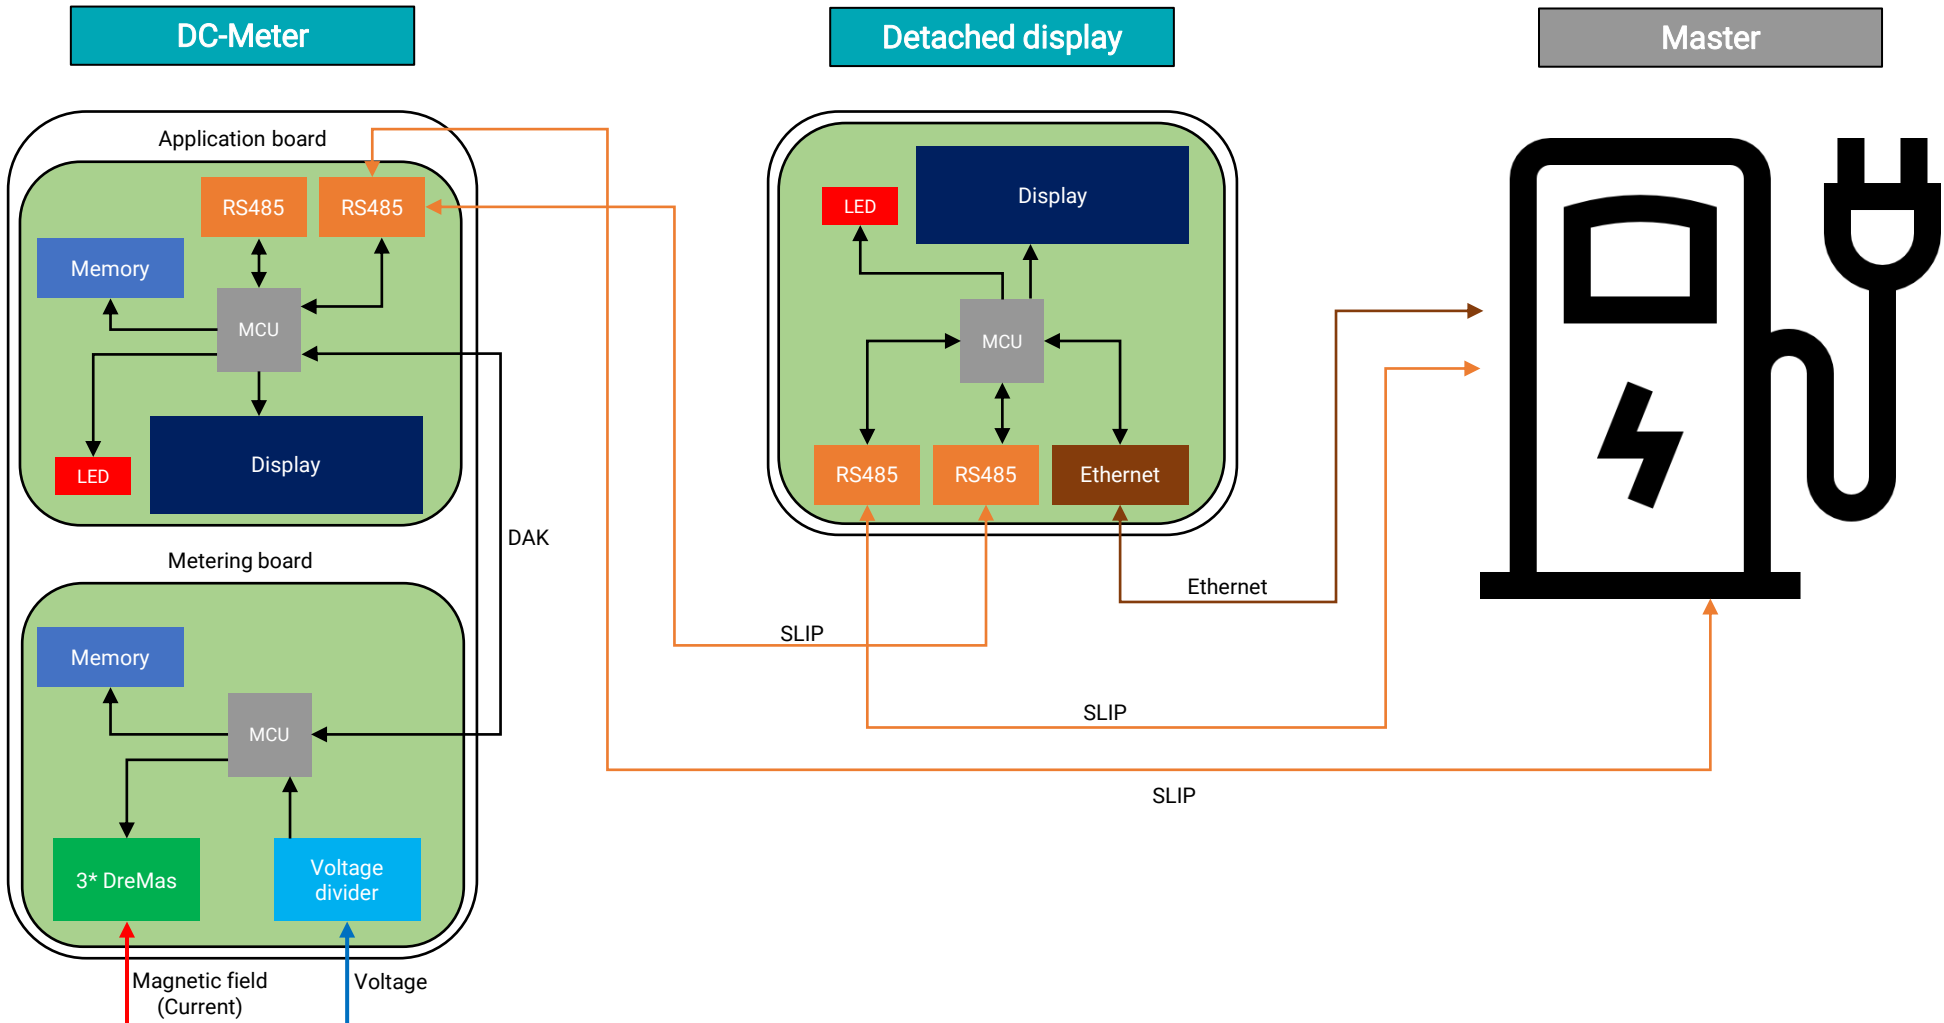 DC-Meter
Detached display
Master
Application board
RS485
RS485
Memory
MCU
LED
Display
DAK
Metering board
Memory
MCU
3* DreMas
Voltage
divider
Magnetic field
(Current)
Voltage
LED
Display
MCU
RS485
RS485
Ethernet
Ethernet
SLIP
SLIP
SLIP